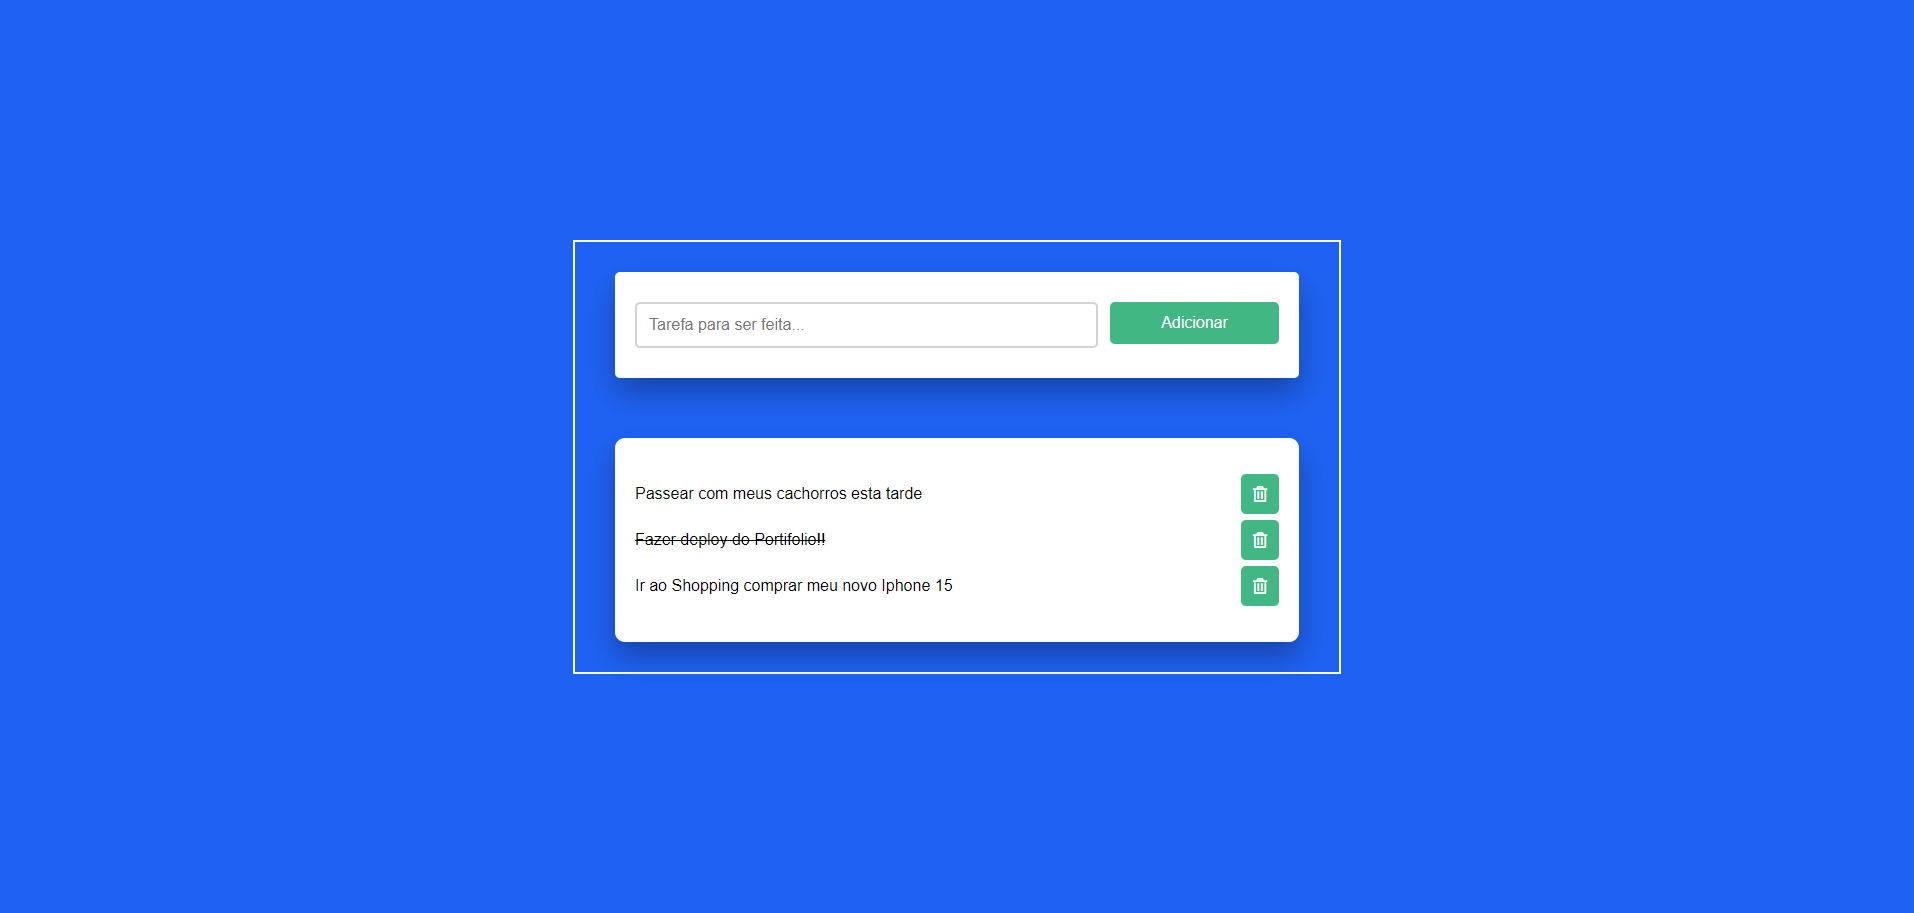 Tarefa para ser feita...
Adicionar
Passear com meus cachorros esta tarde
Fazer deploy do Portifolio!!
Ir ao Shopping comprar meu novo Iphone 15